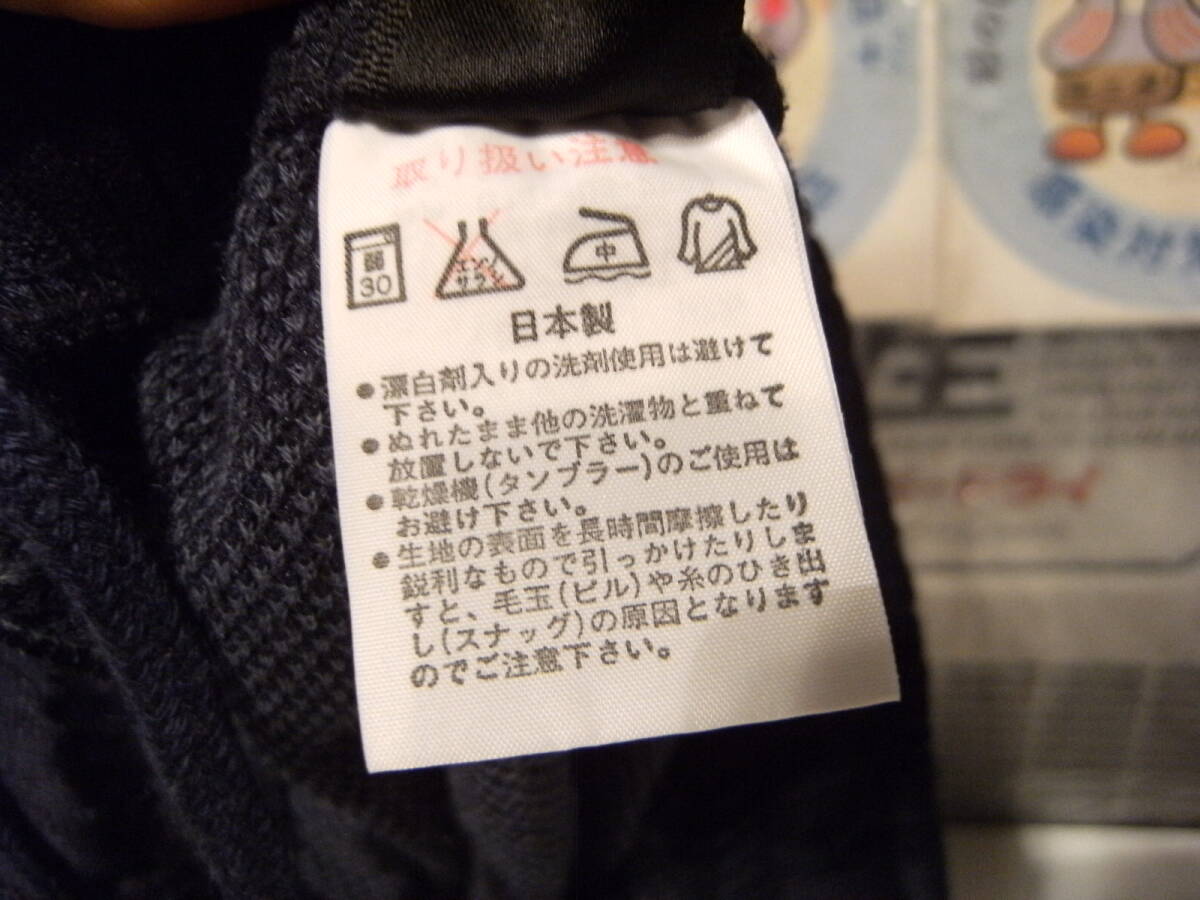 取り扱い注意
弱
30
エンソ
サラシ
中
日本製
●漂白剤入りの洗剤使用は避けて
下さい。
●ぬれたまま他の洗濯物と重ねて
放置しないで下さい。
●乾燥機(タンブラー)のご使用は
お避け下さい。
●生地の表面を長時間摩擦したり
鋭利なもので引っかけたりしま
すと、毛玉(ピル)や糸のひき出
し(スナッグ)の原因となります
のでご注意下さい。
感染対策